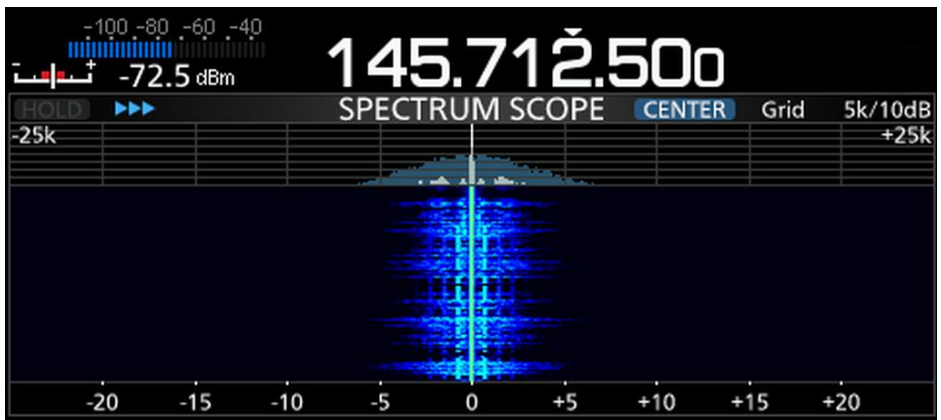 -100 -80 -60 -40
- +
-72.5 dBm
145.712.500
HOLD SPECTRUM SCOPE CENTER Grid 5k/10dB
-25k +25k
-20 -15 -10 -5 0 +5 +10 +15 +20